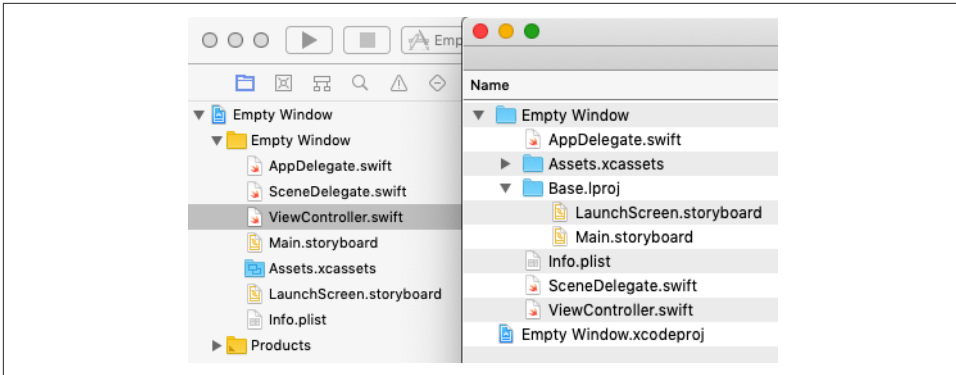 Emp
Empty Window
Empty Window
AppDelegate.swift
SceneDelegate.swift
ViewController.swift
Main.storyboard
Assets.xcassets
LaunchScreen.storyboard
Info.plist
Products
Name
Empty Window
AppDelegate.swift
Assets.xcassets
Base.lproj
LaunchScreen.storyboard
Main.storyboard
Info.plist
SceneDelegate.swift
ViewController.swift
Empty Window.xcodeproj